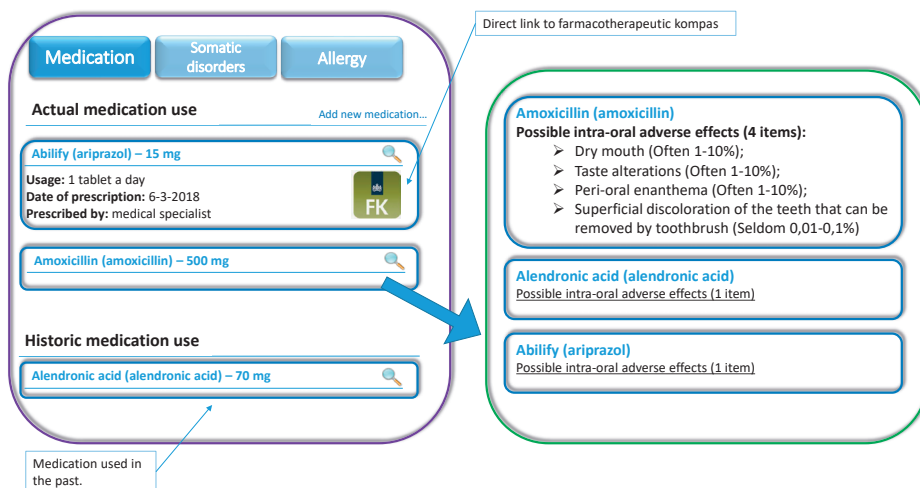 Direct link to farmacotherapeutic kompas
Medication
Somatic
disorders
Allergy
Actual medication use
Add new medication...
Abilify (ariprazol) – 15 mg
Usage: 1 tablet a day
Date of prescription: 6-3-2018
Prescribed by: medical specialist
FK
Amoxicillin (amoxicillin) – 500 mg
Historic medication use
Alendronic acid (alendronic acid) – 70 mg
Medication used in
the past.
Amoxicillin (amoxicillin)
Possible intra-oral adverse effects (4 items):
➢ Dry mouth (Often 1-10%);
➢ Taste alterations (Often 1-10%);
➢ Peri-oral enanthema (Often 1-10%);
➢ Superficial discoloration of the teeth that can be
removed by toothbrush (Seldom 0,01-0,1%)
Alendronic acid (alendronic acid)
Possible intra-oral adverse effects (1 item)
Abilify (ariprazol)
Possible intra-oral adverse effects (1 item)